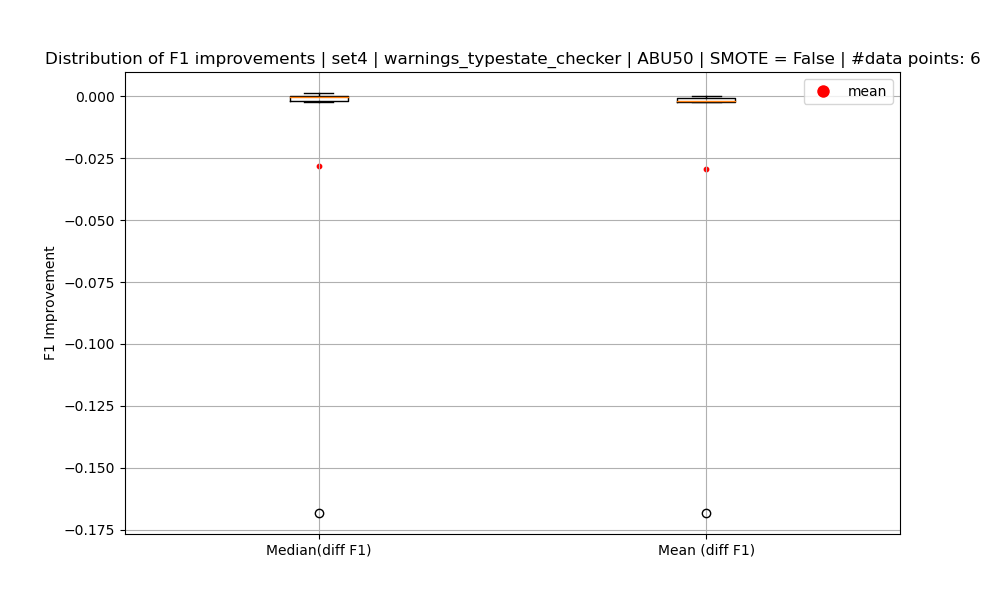 Distribution of F1 improvements | set4 | warnings_typestate_checker | ABU50 | SMOTE = False | #data points: 6
mean
0.000
−0.025
−0.050
−0.075
−0.100
−0.125
−0.150
−0.175
F1 Improvement
Median(diff F1)
Mean (diff F1)